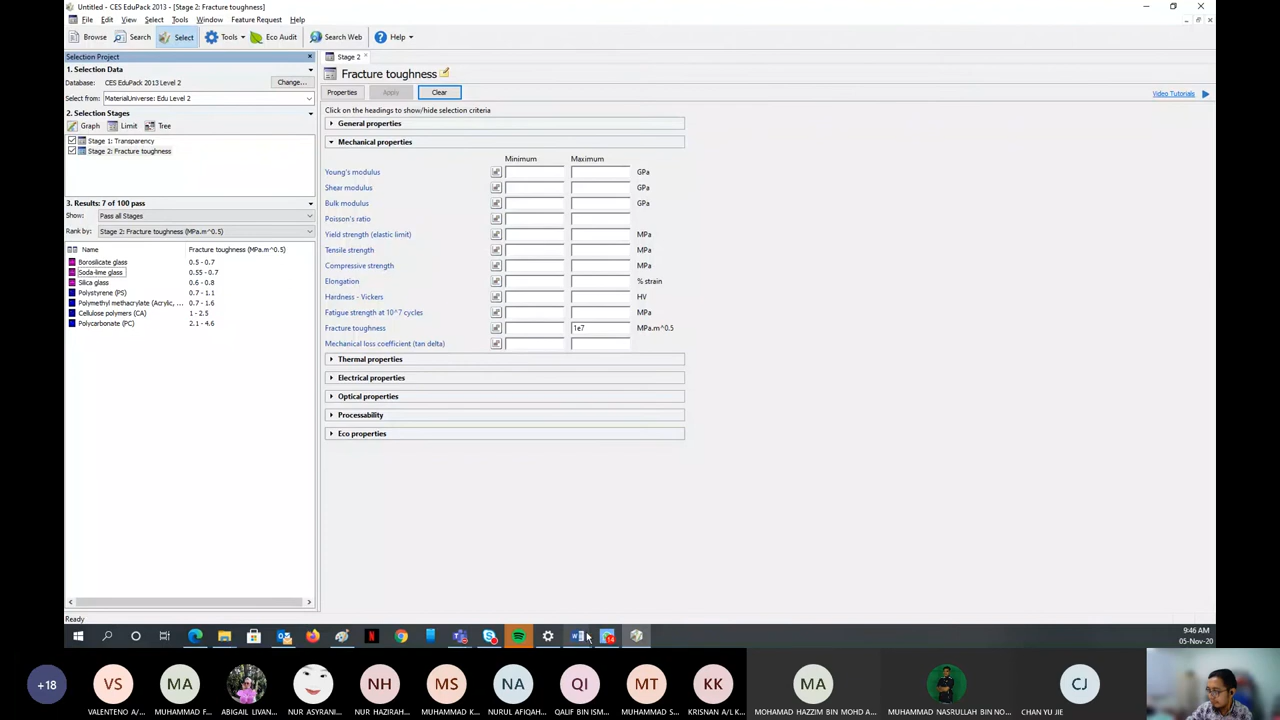 Untitled - CES EduPack 2013 - [Stage 2: Fracture toughness]
File Edit View Select Tools Window Feature Request Help
Browse Search Select Tools Eco Audit Search Web Help
Selection Project
1. Selection Data
Database: CES EduPack 2013 Level 2 Change...
Select from: MaterialUniverse: Edu Level 2
2. Selection Stages
Graph Limit Tree
Stage 1: Transparency
Stage 2: Fracture toughness
3. Results: 7 of 100 pass
Show: Pass all Stages
Rank by: Stage 2: Fracture toughness (MPa.m^0.5)
Name Fracture toughness (MPa.m^0.5)
Borosilicate glass 0.5 - 0.7
Soda-lime glass 0.55 - 0.7
Silica glass 0.6 - 0.8
Polystyrene (PS) 0.7 - 1.1
Polymethyl methacrylate (Acrylic, ... 0.7 - 1.6
Cellulose polymers (CA) 1 - 2.5
Polycarbonate (PC) 2.1 - 4.6
Stage 2
Fracture toughness
Properties Apply Clear
Video Tutorials
Click on the headings to show/hide selection criteria
General properties
Mechanical properties
Minimum Maximum
Young's modulus GPa
Shear modulus GPa
Bulk modulus GPa
Poisson's ratio
Yield strength (elastic limit) MPa
Tensile strength MPa
Compressive strength MPa
Elongation % strain
Hardness - Vickers HV
Fatigue strength at 10^7 cycles MPa
Fracture toughness 1e7 MPa.m^0.5
Mechanical loss coefficient (tan delta)
Thermal properties
Electrical properties
Optical properties
Processability
Eco properties
Ready
9:46 AM
05-Nov-20
+18 VS MA NH MS NA QI MT KK MA CJ
VALENTENO A/... MUHAMMAD F... ABIGAIL LIVAN... NUR ASYRANI... NUR HAZIRAH... MUHAMMAD K... NURUL AFIQAH... QALIF BIN ISM... MUHAMMAD S... KRISNAN A/L K... MOHAMAD HAZZIM BIN MOHD A... MUHAMMAD NASRULLAH BIN NO... CHAN YU JIE